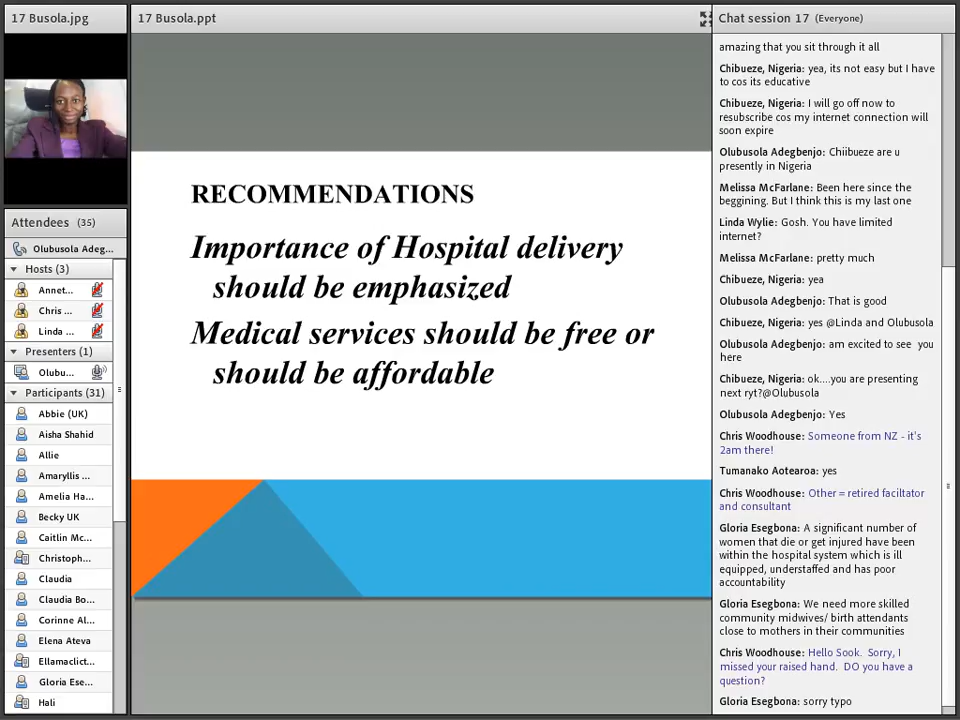 17 Busola.jpg
Attendees (35)
Olubusola Adeg...
Hosts (3)
Annet...
Chris ...
Linda ...
Presenters (1)
Olubu...
Participants (31)
Abbie (UK)
Aisha Shahid
Allie
Amaryllis ...
Amelia Ha...
Becky UK
Caitlin Mc...
Christoph...
Claudia
Claudia Bo...
Corinne Al...
Elena Ateva
Ellamaclict...
Gloria Ese...
Hali
17 Busola.ppt
RECOMMENDATIONS
Importance of Hospital delivery
should be emphasized
Medical services should be free or
should be affordable
Chat session 17 (Everyone)
amazing that you sit through it all
Chibueze, Nigeria: yea, its not easy but I have
to cos its educative
Chibueze, Nigeria: I will go off now to
resubscribe cos my internet connection will
soon expire
Olubusola Adegbenjo: Chiibueze are u
presently in Nigeria
Melissa McFarlane: Been here since the
beggining. But I think this is my last one
Linda Wylie: Gosh. You have limited
internet?
Melissa McFarlane: pretty much
Chibueze, Nigeria: yea
Olubusola Adegbenjo: That is good
Chibueze, Nigeria: yes @Linda and Olubusola
Olubusola Adegbenjo: am excited to see you
here
Chibueze, Nigeria: ok....you are presenting
next ryt?@Olubusola
Olubusola Adegbenjo: Yes
Chris Woodhouse: Someone from NZ - it's
2am there!
Tumanako Aotearoa: yes
Chris Woodhouse: Other = retired faciltator
and consultant
Gloria Esegbona: A significant number of
women that die or get injured have been
within the hospital system which is ill
equipped, understaffed and has poor
accountability
Gloria Esegbona: We need more skilled
community midwives/ birth attendants
close to mothers in their communities
Chris Woodhouse: Hello Sook. Sorry, I
missed your raised hand. DO you have a
question?
Gloria Esegbona: sorry typo